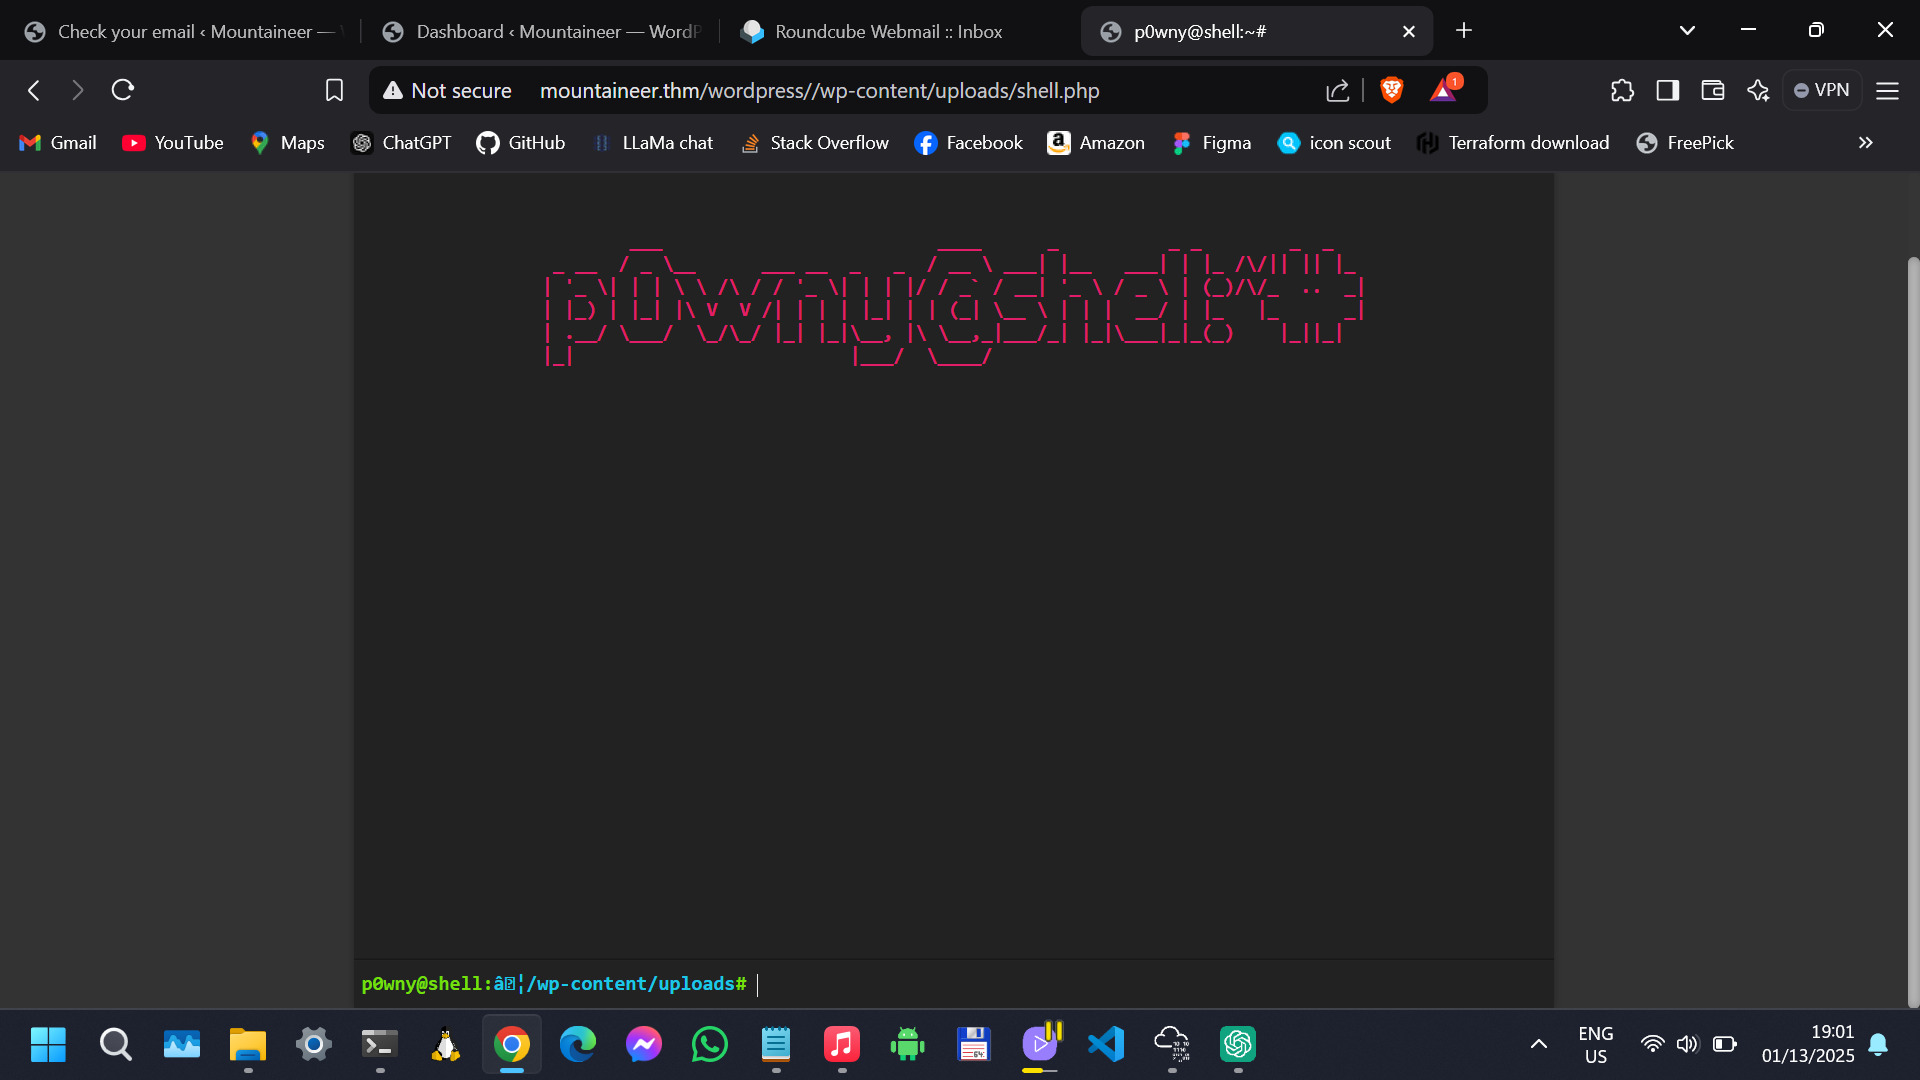 Check your email ‹ Mountaineer —
Dashboard ‹ Mountaineer — WordP
Roundcube Webmail :: Inbox
p0wny@shell:~#
Not secure
mountaineer.thm/wordpress//wp-content/uploads/shell.php
1
VPN
Gmail
YouTube
Maps
ChatGPT
GitHub
LLaMa chat
Stack Overflow
Facebook
Amazon
Figma
icon scout
Terraform download
FreePick
p0wny@shell:~#
/wp-content/uploads#
ENG
US
19:01
01/13/2025